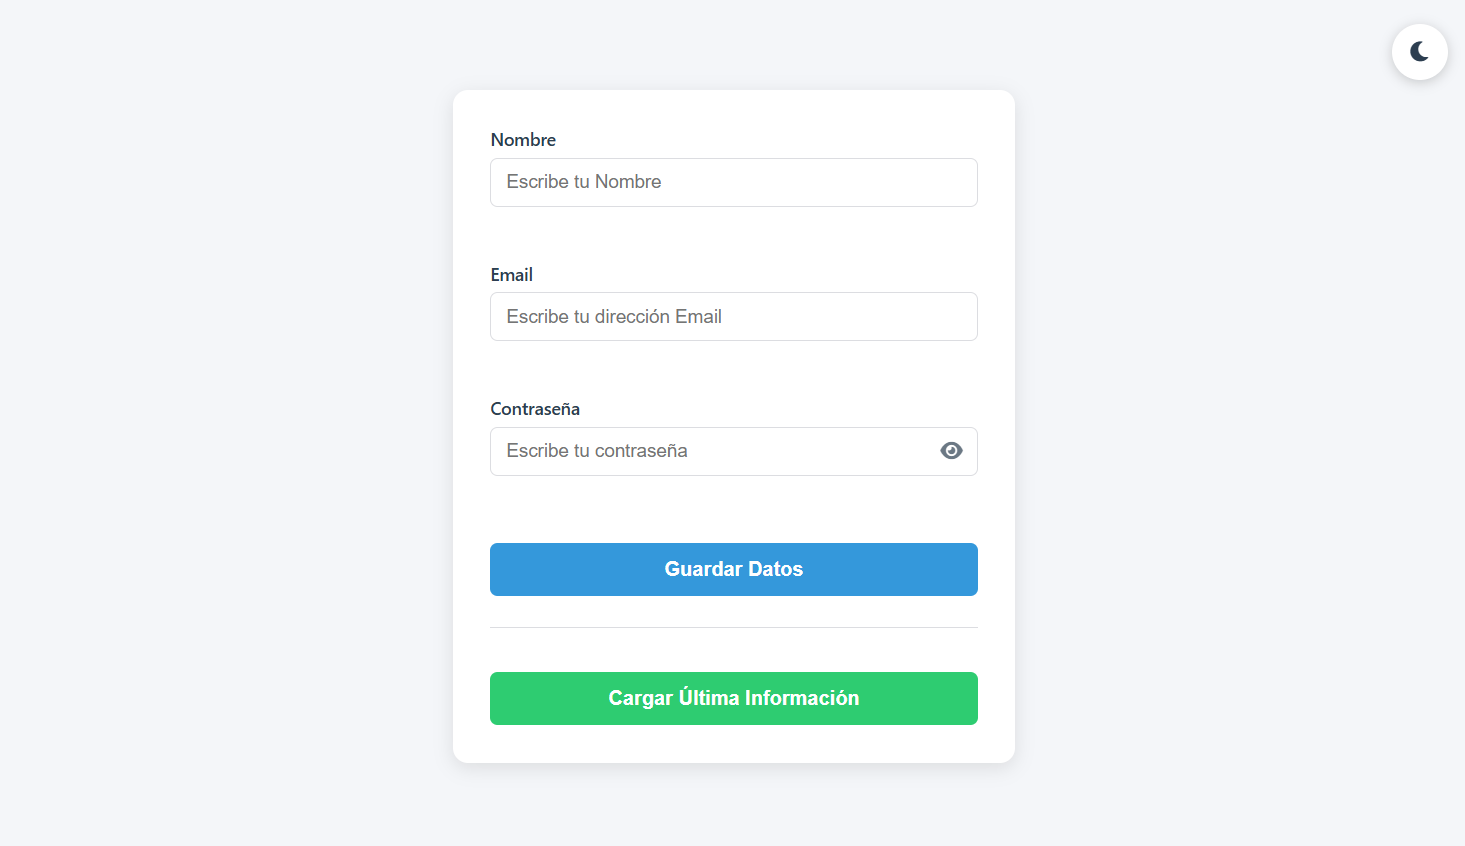 Nombre
Escribe tu Nombre
Email
Escribe tu dirección Email
Contraseña
Escribe tu contraseña
Guardar Datos
Cargar Última Información